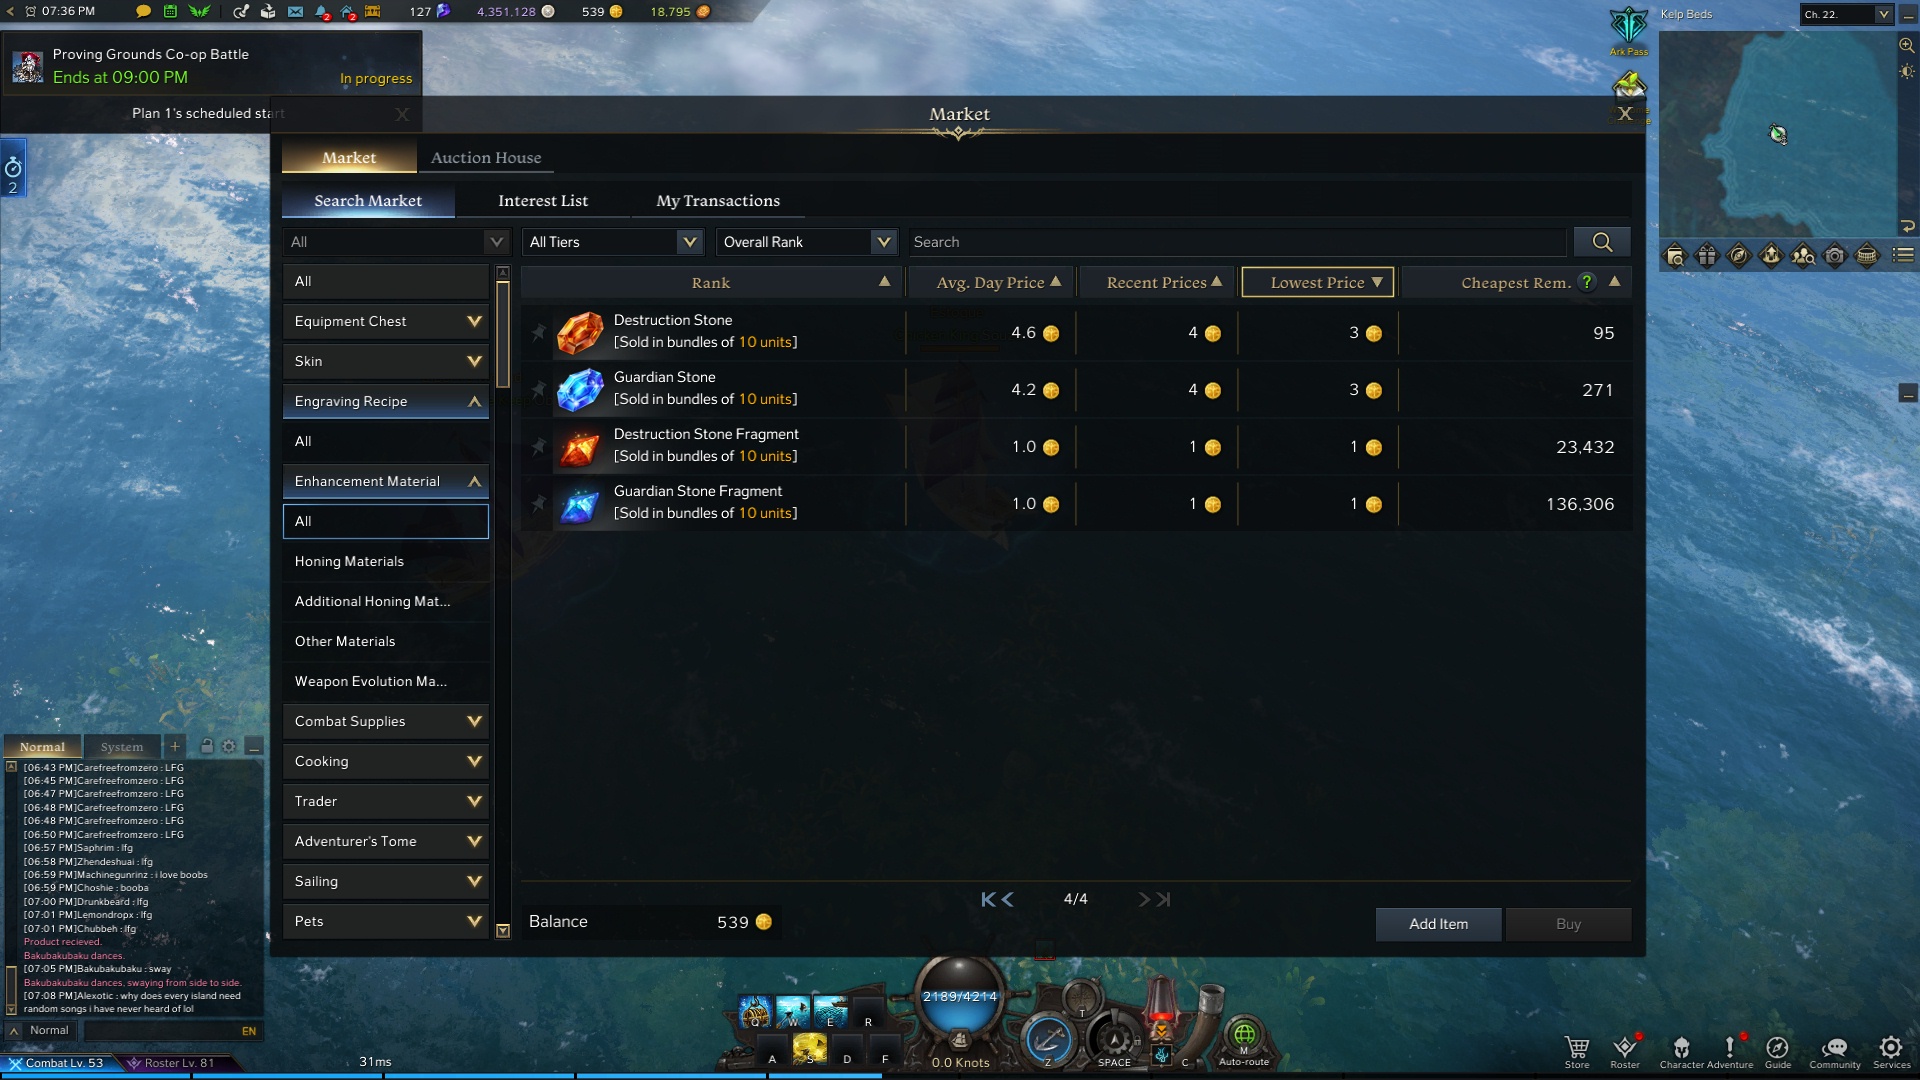 07:36 PM
2
2
127
4,351,128
539
18,795
Proving Grounds Co-op Battle
Ends at 09:00 PM
In progress
Plan 1's scheduled start
X
2
Ark Pass
Kelp Beds
Ch. 22.
Market
X
Market
Auction House
Search Market
Interest List
My Transactions
All
All Tiers
Overall Rank
Search
Rank
Avg. Day Price
Recent Prices
Lowest Price
Cheapest Rem.
?
All
Equipment Chest
Skin
Engraving Recipe
All
Enhancement Material
All
Honing Materials
Additional Honing Mat...
Other Materials
Weapon Evolution Ma...
Combat Supplies
Cooking
Trader
Adventurer's Tome
Sailing
Pets
Destruction Stone
[Sold in bundles of 10 units]
4.6
4
3
95
Guardian Stone
[Sold in bundles of 10 units]
4.2
4
3
271
Destruction Stone Fragment
[Sold in bundles of 10 units]
1.0
1
1
23,432
Guardian Stone Fragment
[Sold in bundles of 10 units]
1.0
1
1
136,306
4/4
Balance
539
Add Item
Buy
Normal
System
+
[06:43 PM]Carefreefromzero : LFG
[06:45 PM]Carefreefromzero : LFG
[06:47 PM]Carefreefromzero : LFG
[06:48 PM]Carefreefromzero : LFG
[06:48 PM]Carefreefromzero : LFG
[06:50 PM]Carefreefromzero : LFG
[06:57 PM]Saphrim : lfg
[06:58 PM]Zhendeshuai : lfg
[06:59 PM]Machinegunrinz : i love boobs
[06:59 PM]Choshie : booba
[07:00 PM]Drunkbeard : lfg
[07:01 PM]Lemondropx : lfg
[07:01 PM]Chubbeh : lfg
Product recieved.
Bakubakubaku dances.
[07:05 PM]Bakubakubaku : sway
Bakubakubaku dances, swaying from side to side.
[07:08 PM]Alexotic : why does every island need
random songs i have never heard of lol
Normal
EN
Combat Lv. 53
Roster Lv. 81
31ms
Q
W
E
R
A
S
D
F
2189/4214
0.0 Knots
T
Z
SPACE
C
M
Auto-route
Store
Roster
Character
Adventure
Guide
Community
Services